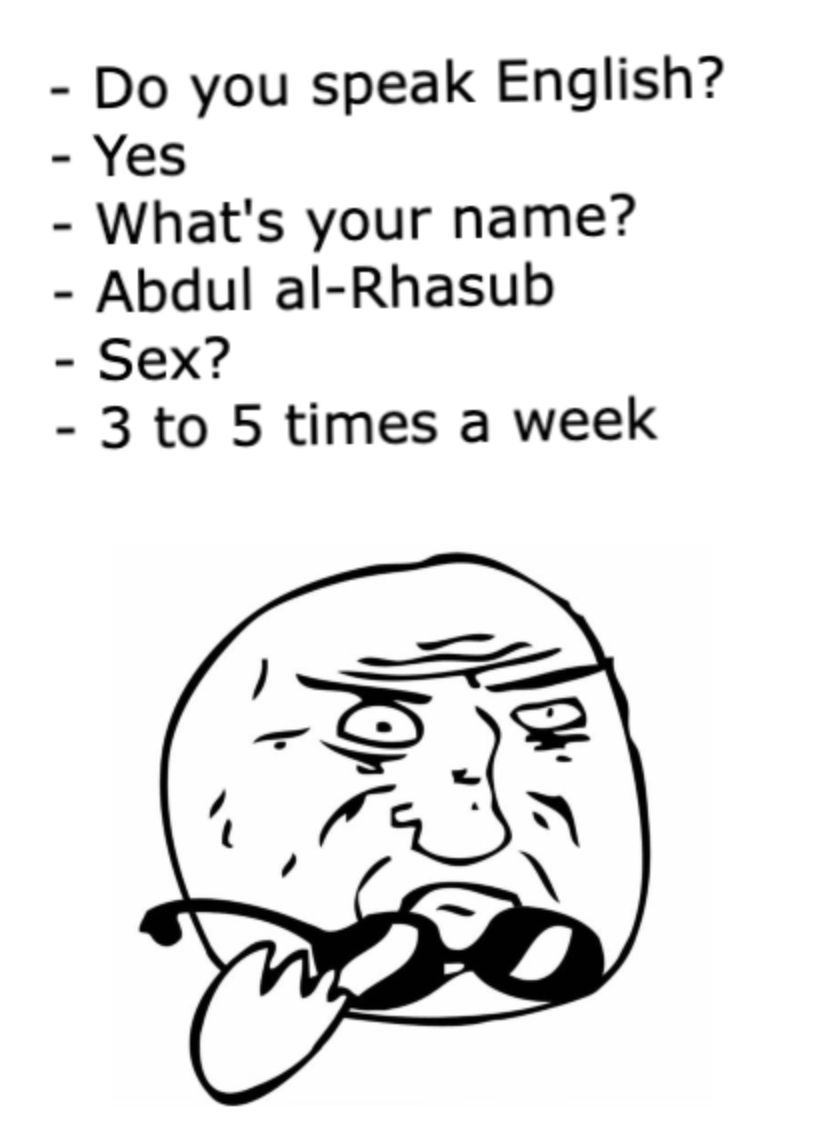 - Do you speak English?
- Yes
- What's your name?
- Abdul al-Rhasub
- Sex?
- 3 to 5 times a week